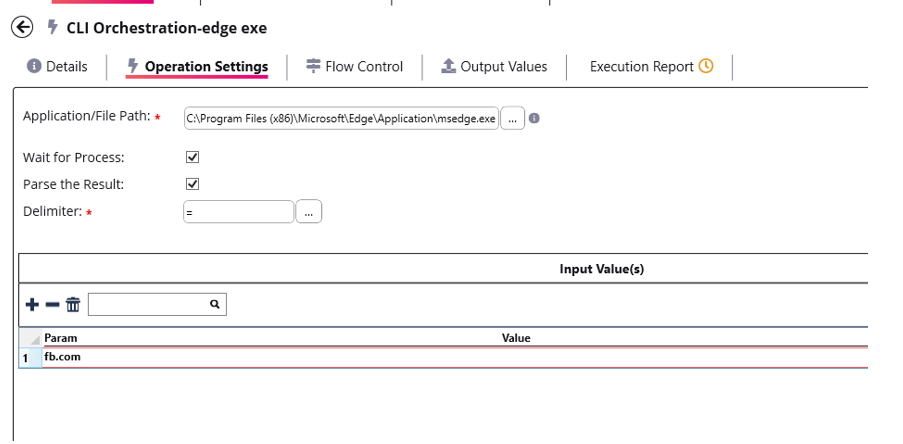 CLI Orchestration-edge exe
Details
Operation Settings
Flow Control
Output Values
Execution Report
Application/File Path: *
C:\Program Files (x86)\Microsoft\Edge\Application\msedge.exe
...
Wait for Process:
Parse the Result:
Delimiter: *
=
...
Input Value(s)
Param
Value
1
fb.com